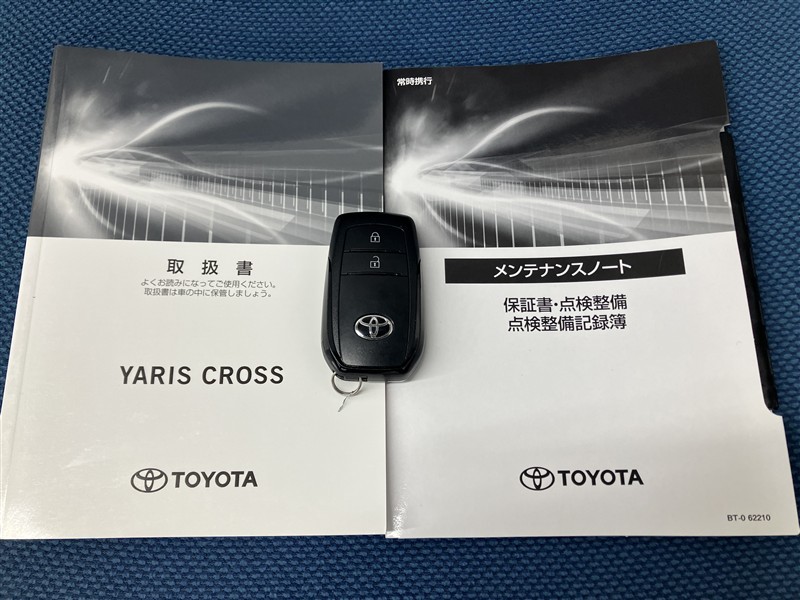 取扱書
よくお読みになってご使用ください。
取扱書は車の中に保管しましょう。
YARIS CROSS
TOYOTA
常時携行
メンテナンスノート
保証書・点検整備
点検整備記録簿
TOYOTA
BT-0 62210